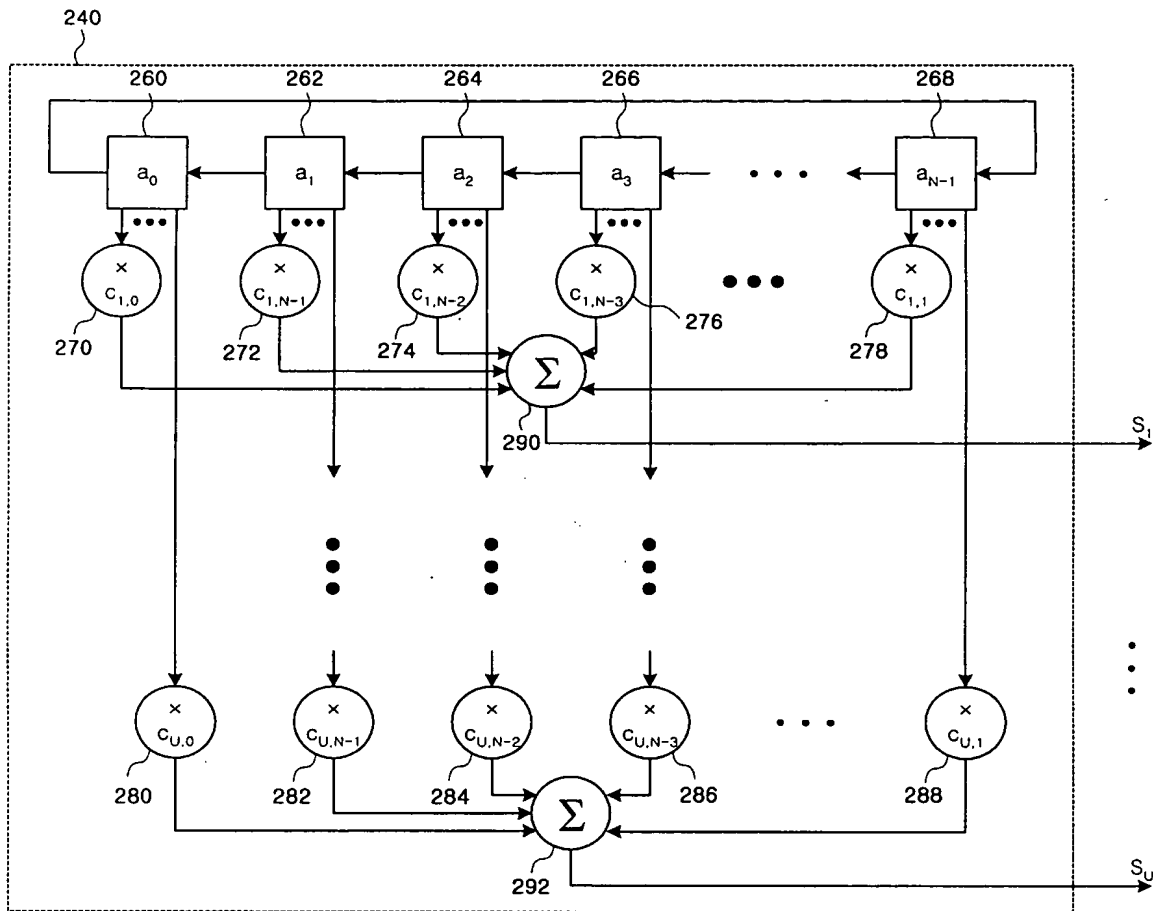 240
260 262 264 266 268
a0 a1 a2 a3 . . . aN-1
× × × × ×
C1,0 C1,N-1 C1,N-2 C1,N-3 C1,1
270 272 274 276 278
Σ
290
S1
× × × × ×
CU,0 CU,N-1 CU,N-2 CU,N-3 . . . CU,1
280 282 284 286 288
Σ
292
SU